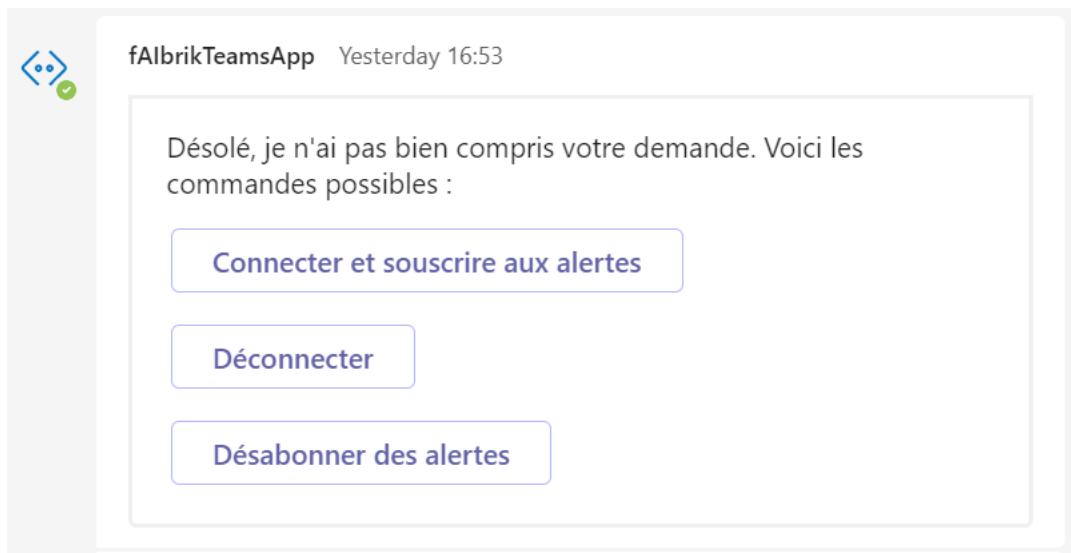 fAIbrikTeamsApp Yesterday 16:53
Désolé, je n'ai pas bien compris votre demande. Voici les
commandes possibles :
Connecter et souscrire aux alertes
Déconnecter
Désabonner des alertes